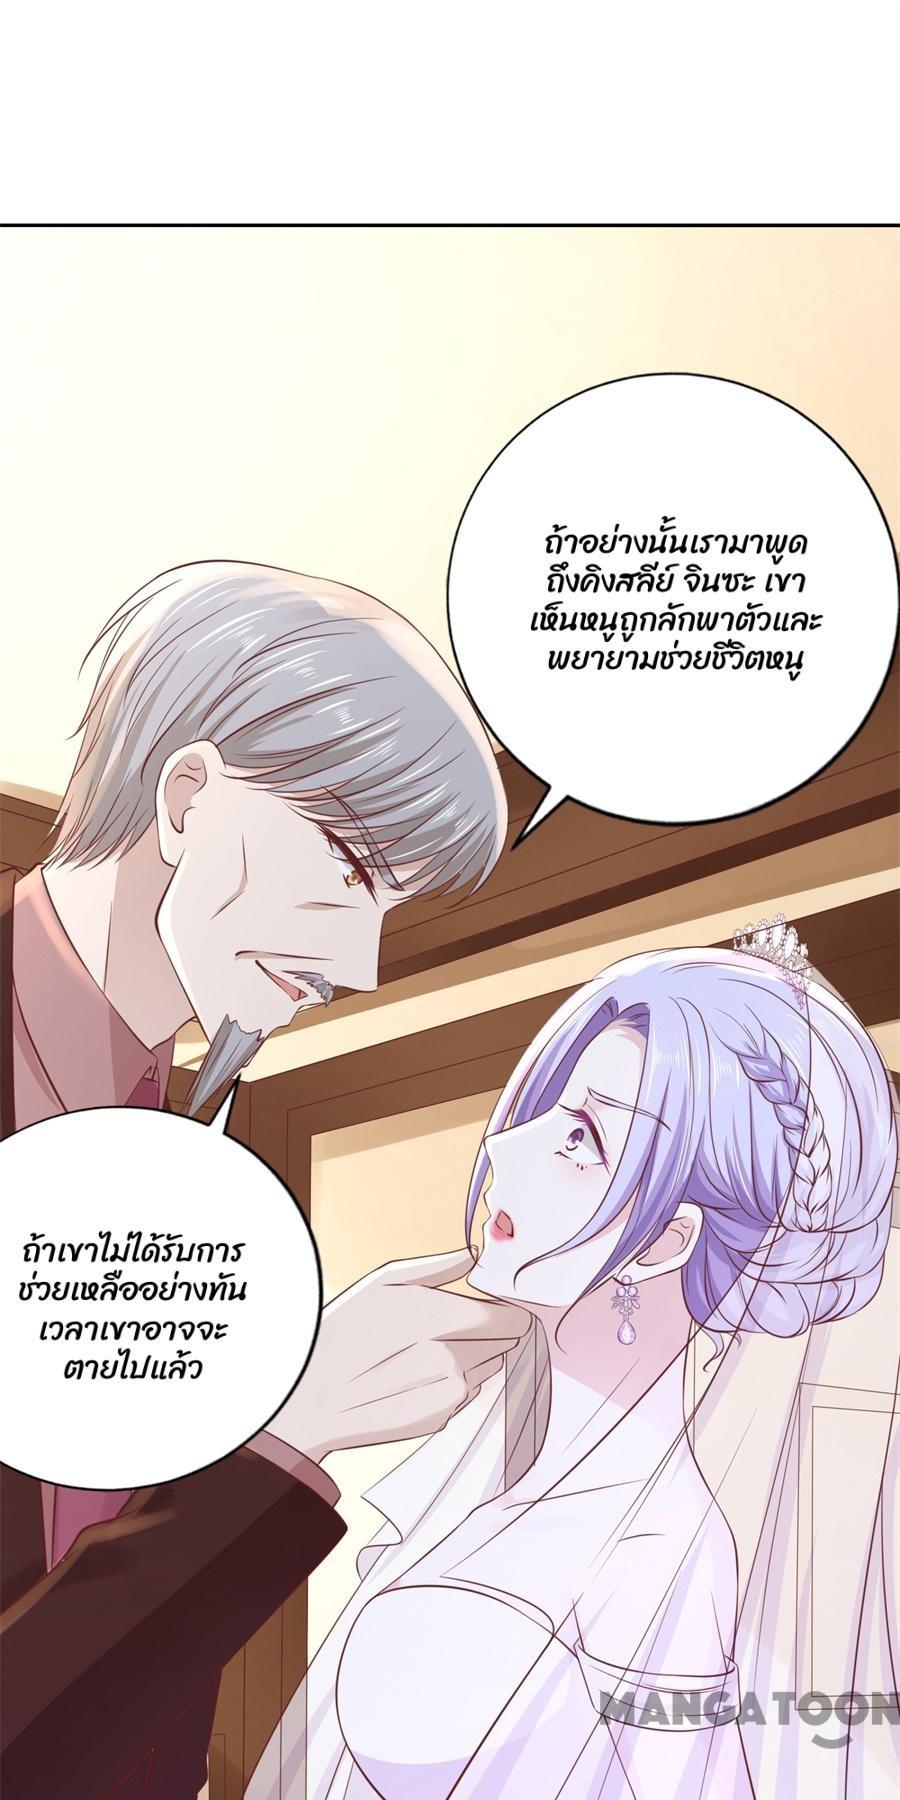 ถ้าอย่างนั้นเรามาพูด
ถึงคิงสลีย์ จินซะ เขา
เห็นหนูถูกลักพาตัวและ
พยายามช่วยชีวิตหนู
ถ้าเขาไม่ได้รับการ
ช่วยเหลืออย่างทัน
เวลาเขาอาจจะ
ตายไปแล้ว
MANGATOON